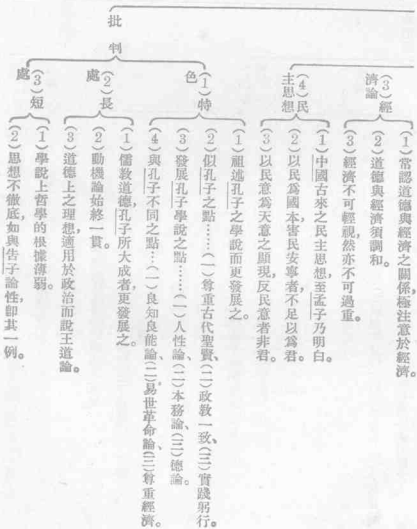 （3）經濟論
（1）常認道德與經濟之關係，極注意於經濟。
（2）道德與經濟須調和。
（3）經濟不可輕視，然亦不可過重。
（4）民主思想
（1）中國古來之民主思想，至孟子乃明白。
（2）以民爲國本，害民安寧者，不足以爲君。
（3）以民意爲天意之顯現，反民意者非君。
批判
（1）特色
（1）祖述孔子之學說而更發展之。
（2）似孔子之點……（一）尊重古代聖賢、（二）政教一致、（三）實踐躬行。
（3）發展孔子學說之點……（一）人性論、（二）本務論、（三）德論。
（4）與孔子不同之點…（一）良知良能論、（二）易世革命論、（三）尊重經濟。
（2）長處
（1）儒教道德，孔子所大成者，更發展之。
（2）動機論始終一貫。
（3）道德上之理想，適用於政治而說王道論。
（3）短處
（1）學說上哲學的根據薄弱。
（2）思想不徹底，如與告子論性，卽其一例。